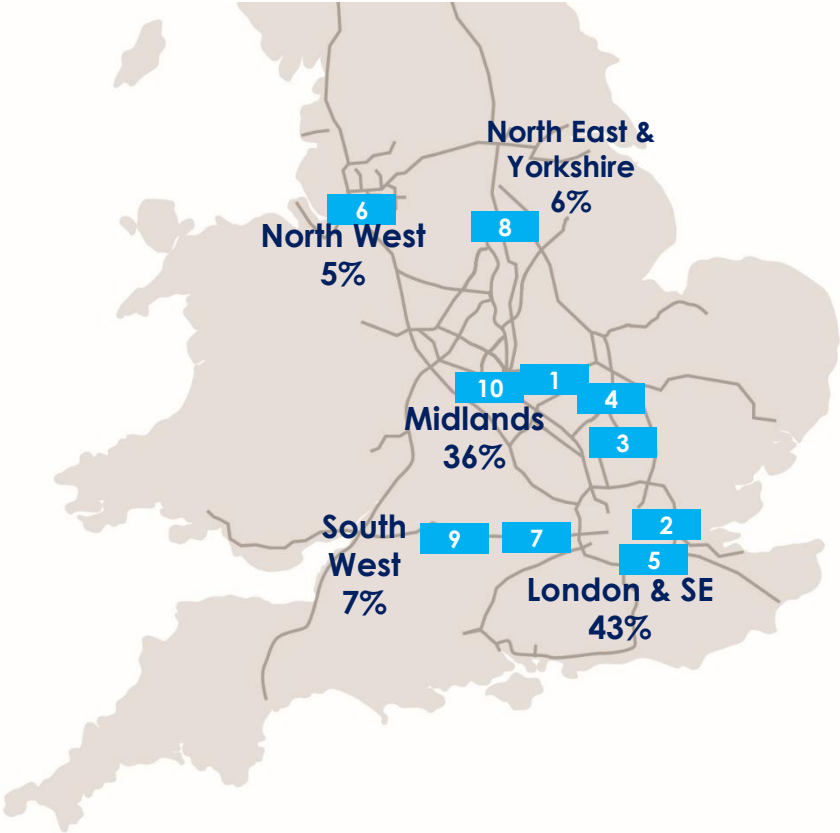 North East &
Yorkshire
6%
6
8
North West
5%
1
10
4
Midlands
3
36%
2
South
9
7
West
5
7%
London & SE
43%